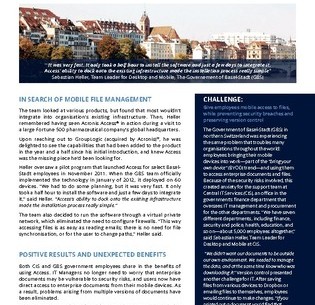 "It was very fast. It only took a half hour to install the software and just a few days to integrate it.
Access' ability to dock onto the existing infrastructure made the installation process really simple"
Sebastian Heller, Team Leader for Desktop and Mobile, The Government of Basel-Stadt (GBS)
IN SEARCH OF MOBILE FILE MANAGEMENT
The team looked at various products, but found that most wouldn't
integrate into organisations existing infrastructure. Then, Heller
remembered having seen Acronis Access® in action during a visit to
a large Fortune 500 pharmaceutical company's global headquarters.
Upon reaching out to GroupLogic (acquired by Acronis)®, he was
delighted to see the capabilities that had been added to the product
in the year and a half since his initial introduction, and knew Access
was the missing piece he'd been looking for.
Heller oversaw a pilot program that launched Access for select Basel-
Stadt employees in November 2011. When the GBS team officially
implemented the technology in January of 2012, it deployed on 60
devices. "We had to do some planning, but it was very fast. It only
took a half hour to install the software and just a few days to integrate
it," said Heller. "Access's ability to dock onto the existing infrastructure
made the installation process really simple."
The team also decided to run the software through a virtual private
network, which eliminated the need to configure firewalls. "This way
accessing files is as easy as reading emails; there is no need for file
synchronisation, or for the user to change paths," Heller said.
POSITIVE RESULTS AND UNEXPECTED BENEFITS
Both GIS and GBS government employees share in the benefits of
using Access. IT Managers no longer need to worry that enterprise
documents may be vulnerable to security risks, and users now have
direct access to enterprise documents from their mobile devices. As
a result, problems arising from multiple versions of documents have
been eliminated.
CHALLENGE:
Give employees mobile access to files,
while preventing security breaches and
preserving version control
The Government of Basel-Stadt (GBS) in
northern Switzerland was experiencing
the same problem that troubles many
organisations throughout the world:
employees bringing their mobile
devices into work—part of the 'bring your
own device' (BYOD) trend—and using them
to access enterprise documents and files.
Because of the security risks involved, this
created anxiety for the support team at
Central IT Services (CIS), an office in the
government's finance department that
oversees IT management and procurement
for the other departments. "We have seven
different departments, including finance,
security and police, health, education, and
so on—about 5,000 employees altogether,"
said Sebastian Heller, Team Leader for
Desktop and Mobile at CIS.
"We didn't want our documents to be outside
our own environment. We needed to manage
the data, and at the same time know who was
downloading it." Version control presented
another challenge for IT. After saving
files from various devices to Dropbox or
emailing files to themselves, employees
would continue to make changes. "If you